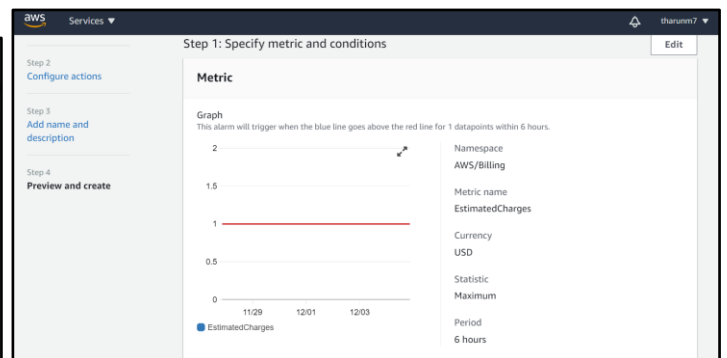 aws Services ▼ tharunm7 ▼
Step 1: Specify metric and conditions Edit
Step 2
Configure actions
Step 3
Add name and
description
Step 4
Preview and create
Metric
Graph
This alarm will trigger when the blue line goes above the red line for 1 datapoints within 6 hours.
2
1.5
1
0.5
0
11/29 12/01 12/03
EstimatedCharges
Namespace
AWS/Billing
Metric name
EstimatedCharges
Currency
USD
Statistic
Maximum
Period
6 hours